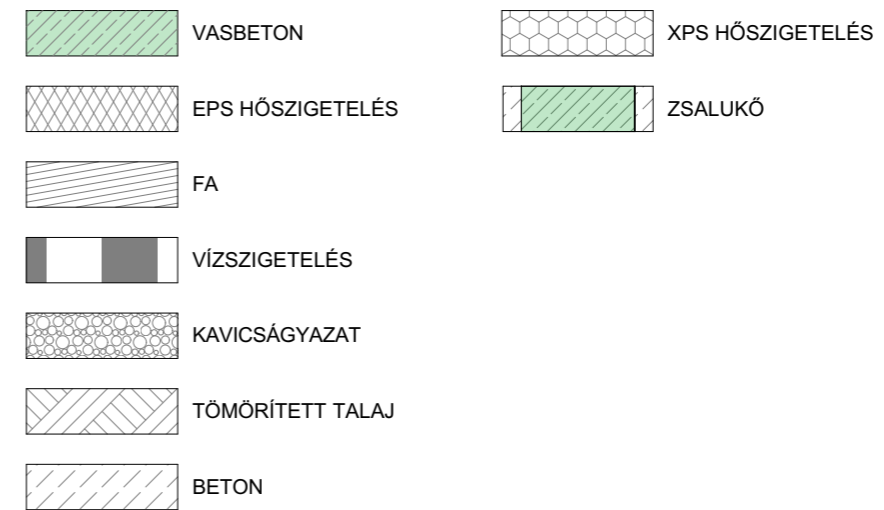 VASBETON
EPS HŐSZIGETELÉS
FA
VÍZSZIGETELÉS
KAVICSÁGYAZAT
TÖMÖRÍTETT TALAJ
BETON
XPS HŐSZIGETELÉS
ZSALUKŐ